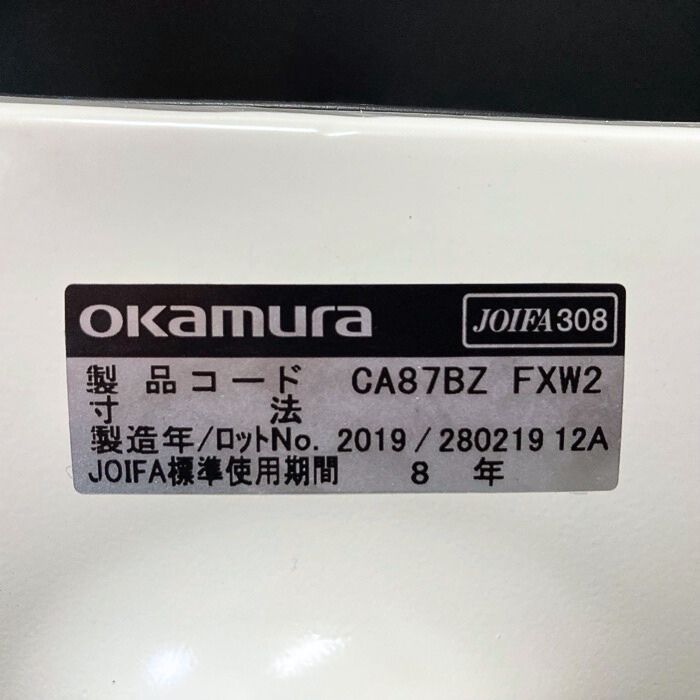 okamura JOIFA308
製品コード CA87BZ FXW2
寸法
製造年/ロットNo. 2019/280219 12A
JOIFA標準使用期間 8 年